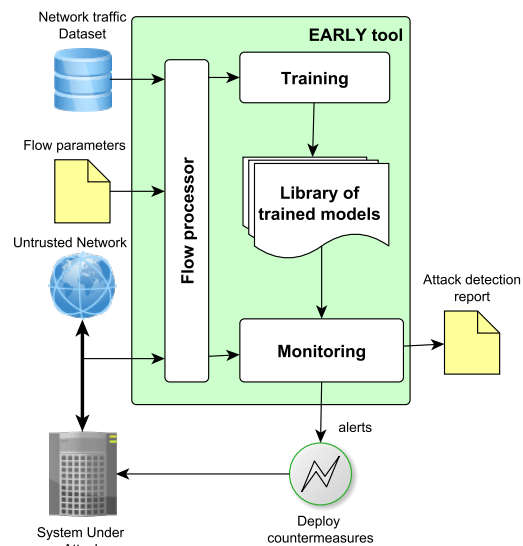 Network traffic
Dataset
EARLY tool
Training
Flow parameters
Flow processor
Library of
trained models
Untrusted Network
Attack detection
report
Monitoring
alerts
System Under
Deploy
countermeasures